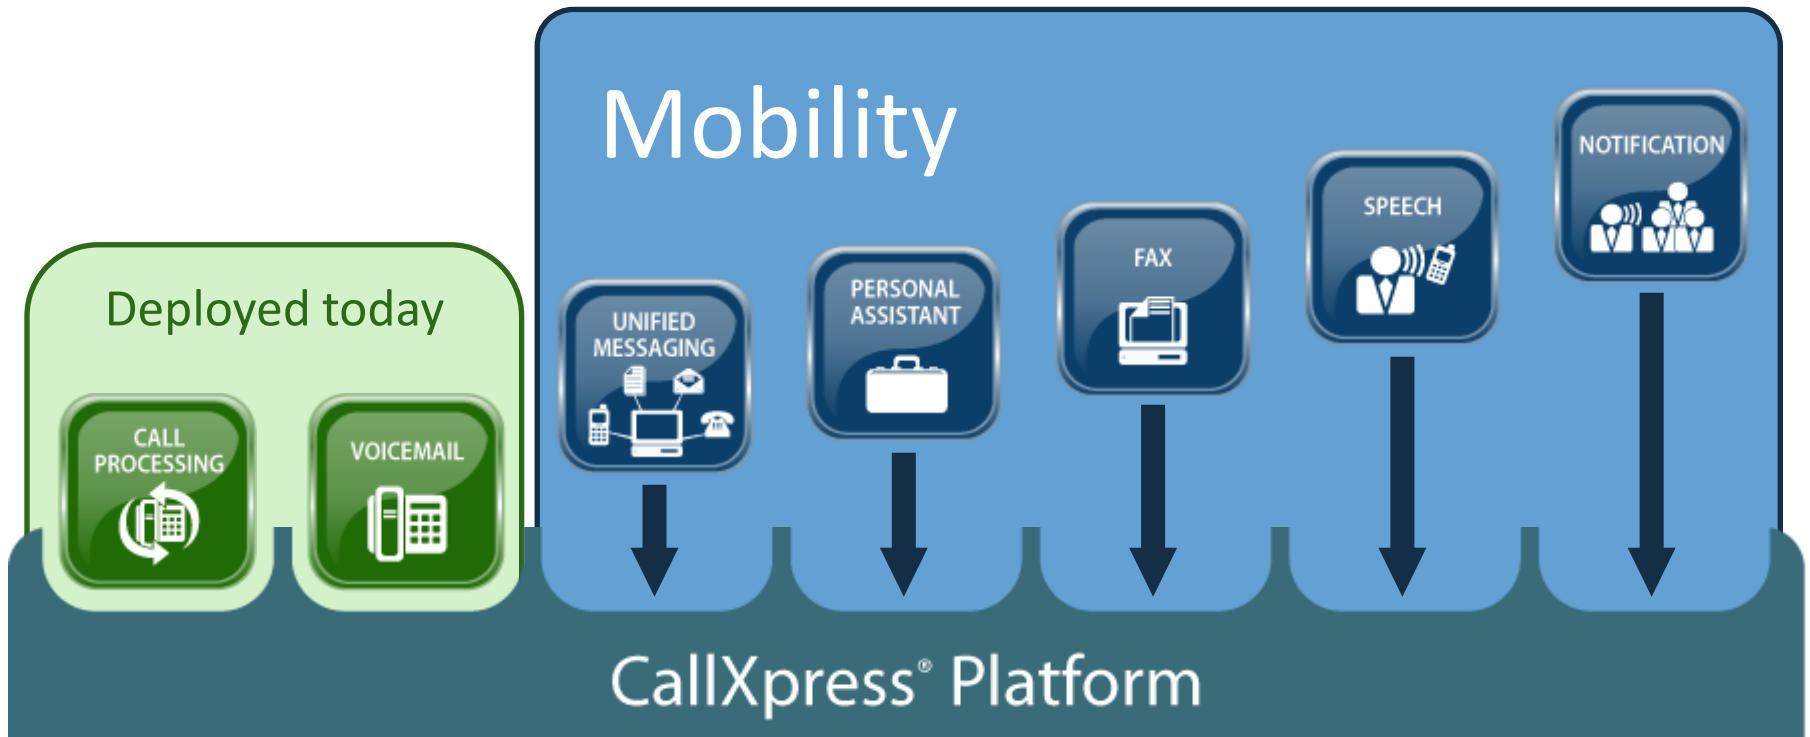 Mobility
Deployed today
CALL
PROCESSING
VOICEMAIL
UNIFIED
MESSAGING
PERSONAL
ASSISTANT
FAX
SPEECH
NOTIFICATION
CallXpress® Platform